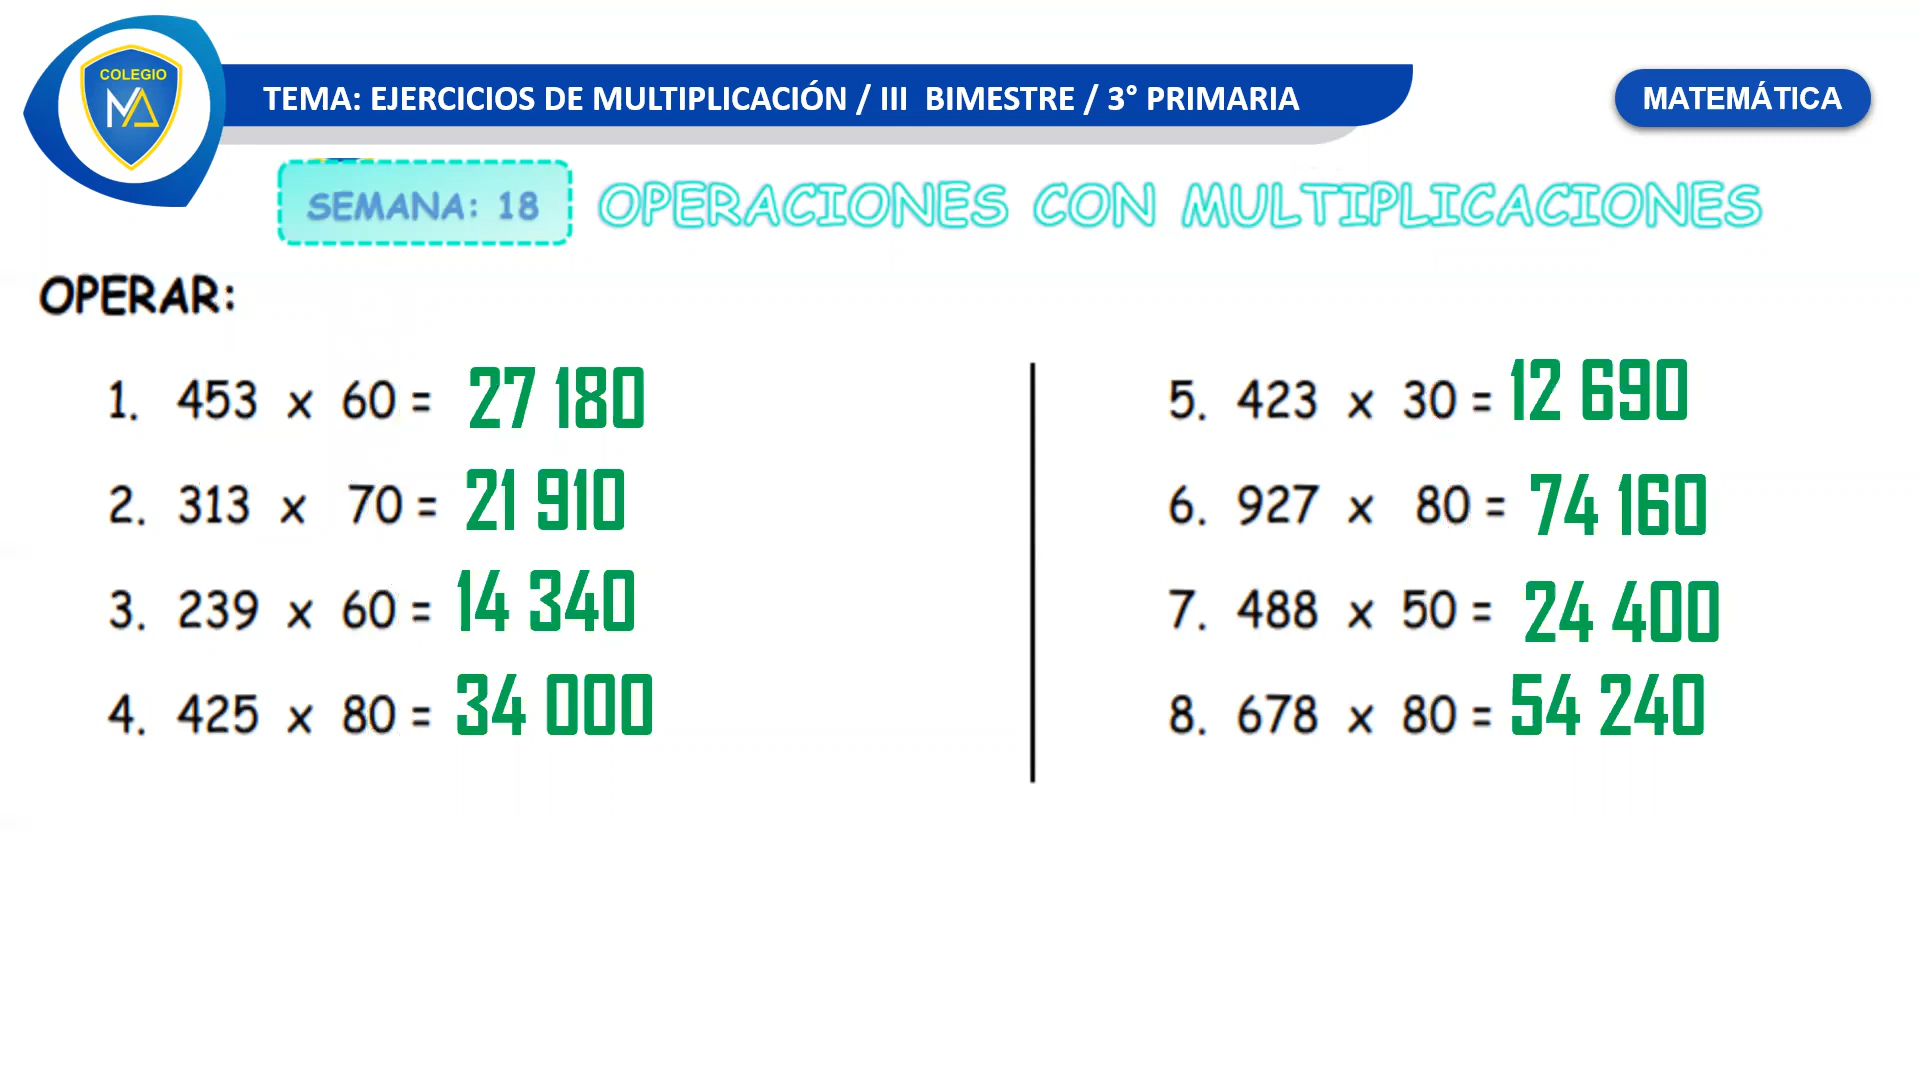 COLEGIO
MA
TEMA: EJERCICIOS DE MULTIPLICACIÓN / III BIMESTRE / 3° PRIMARIA
MATEMÁTICA
SEMANA: 18
OPERACIONES CON MULTIPLICACIONES
OPERAR:
1. 453 x 60 = 27 180
2. 313 x 70 = 21 910
3. 239 x 60 = 14 340
4. 425 x 80 = 34 000
5. 423 x 30 = 12 690
6. 927 x 80 = 74 160
7. 488 x 50 = 24 400
8. 678 x 80 = 54 240